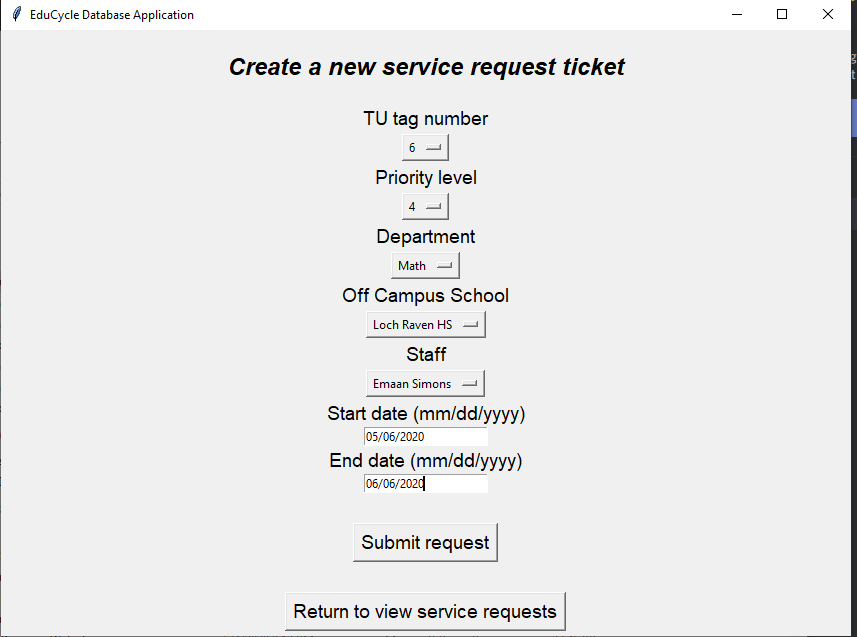 EduCycle Database Application
Create a new service request ticket
TU tag number
6
Priority level
4
Department
Math
Off Campus School
Loch Raven HS
Staff
Emaan Simons
Start date (mm/dd/yyyy)
05/06/2020
End date (mm/dd/yyyy)
06/06/2020
Submit request
Return to view service requests